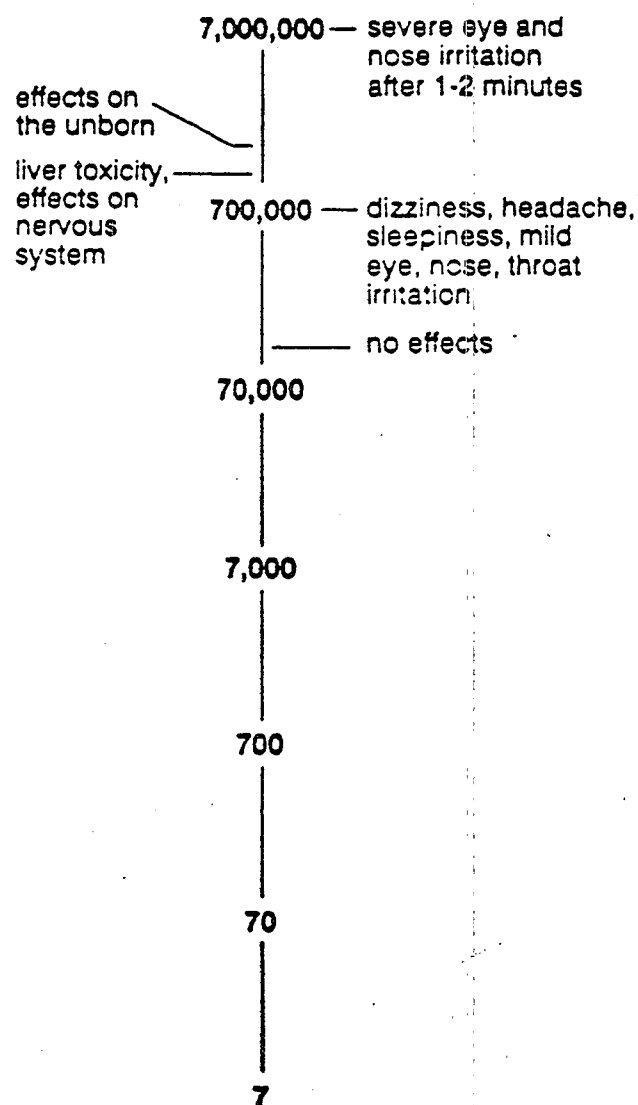 7,000,000
severe eye and
nose irritation
after 1-2 minutes
effects on
the unborn
liver toxicity,
effects on
nervous
system
700,000
dizziness, headache,
sleepiness, mild
eye, nose, throat
irritation
no effects
70,000
7,000
700
70
7